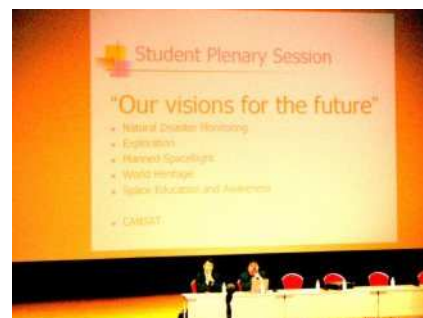 Student Plenary Session
"Our visions for the future"
Natural Disaster Monitoring
Exploration
Manned Spaceflight
World Heritage
Space Education and Awareness
CANSAT